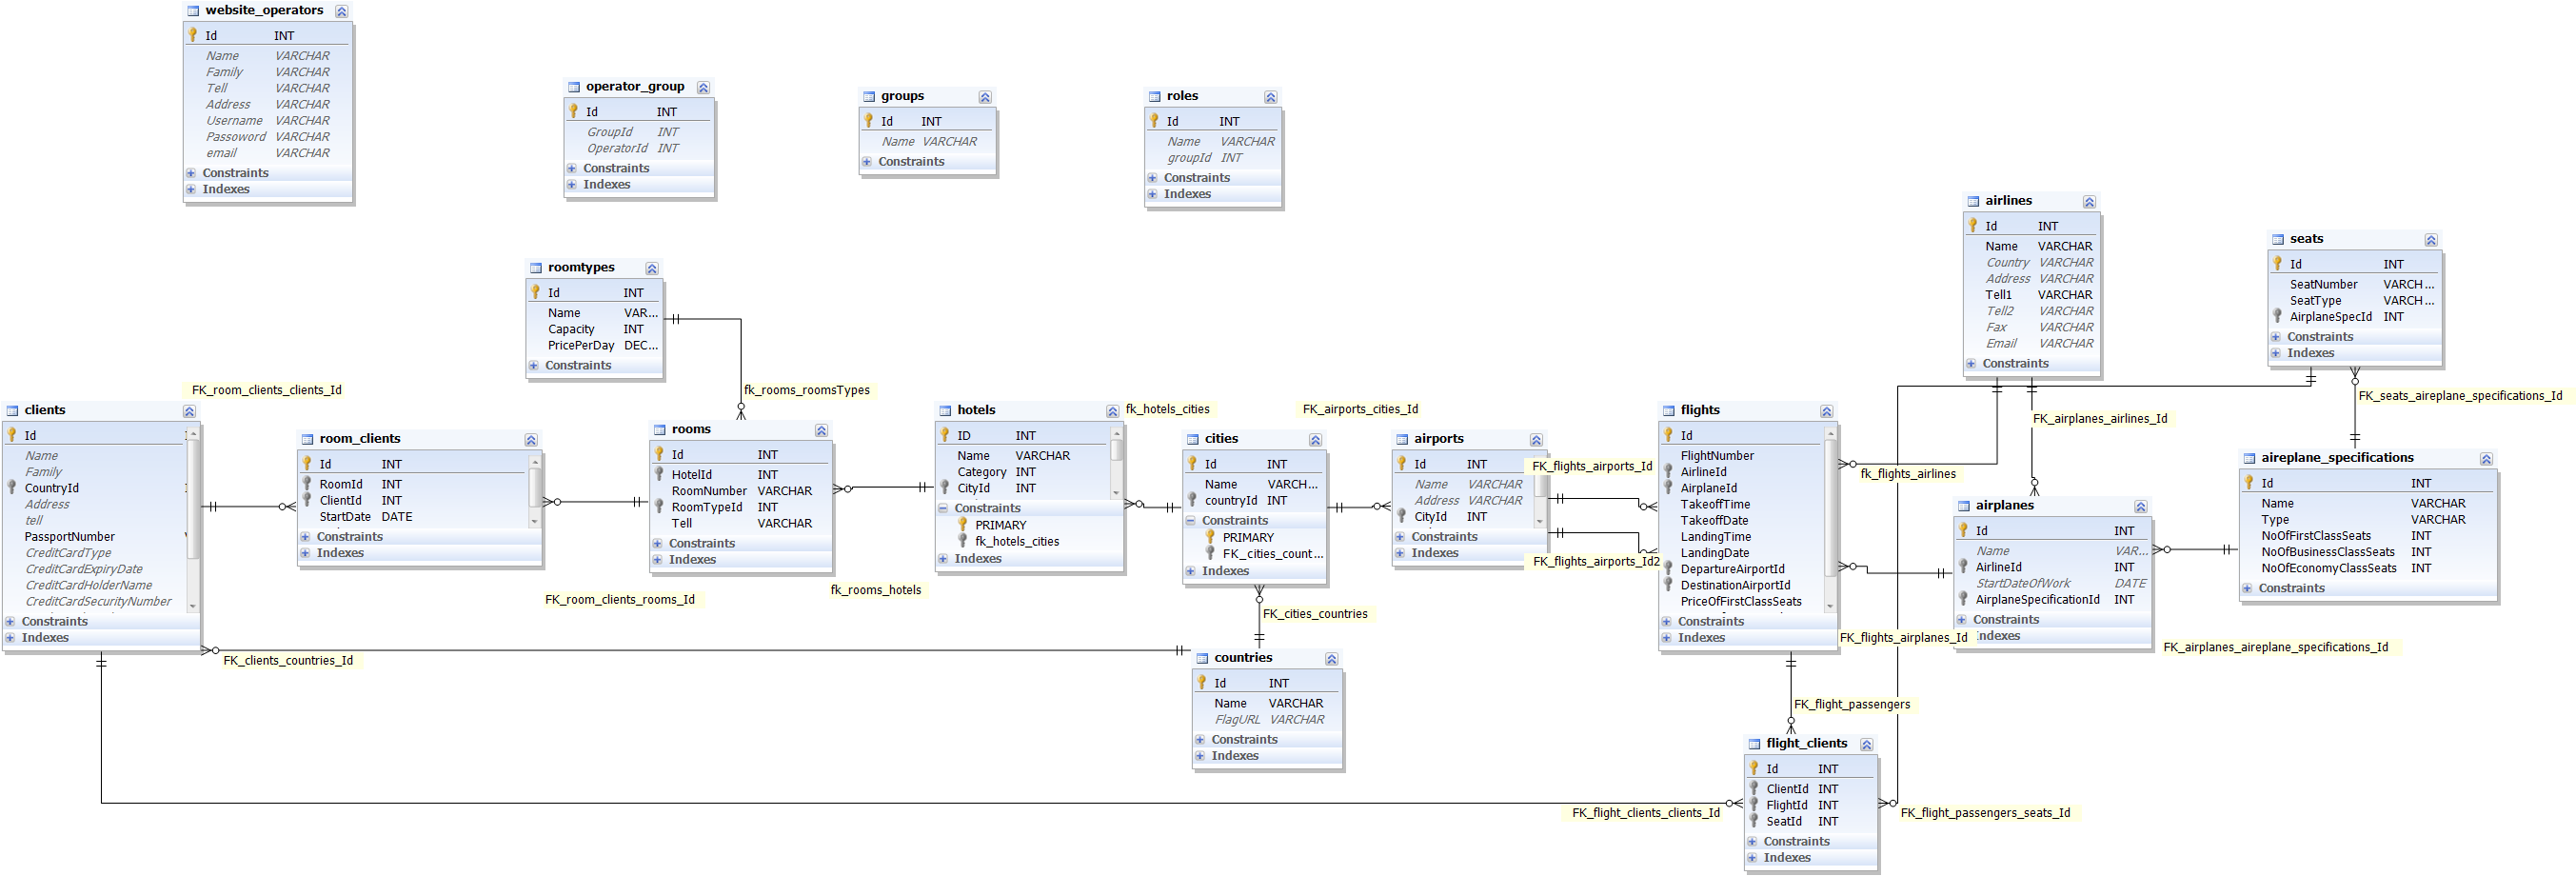 website_operators
Id INT
Name VARCHAR
Family VARCHAR
Tell VARCHAR
Address VARCHAR
Username VARCHAR
Passoword VARCHAR
email VARCHAR
Constraints
Indexes
operator_group
Id INT
GroupId INT
OperatorId INT
Constraints
Indexes
groups
Id INT
Name VARCHAR
Constraints
roles
Id INT
Name VARCHAR
groupId INT
Constraints
Indexes
airlines
Id INT
Name VARCHAR
Country VARCHAR
Address VARCHAR
Tell1 VARCHAR
Tell2 VARCHAR
Fax VARCHAR
Email VARCHAR
Constraints
seats
Id INT
SeatNumber VARCH...
SeatType VARCH...
AirplaneSpecId INT
Constraints
Indexes
roomtypes
Id INT
Name VAR...
Capacity INT
PricePerDay DEC...
Constraints
FK_room_clients_clients_Id
fk_rooms_roomsTypes
fk_hotels_cities
FK_airports_cities_Id
FK_airplanes_airlines_Id
FK_seats_aireplane_specifications_Id
clients
Id
Name
Family
CountryId
Address
tell
PassportNumber
CreditCardType
CreditCardExpiryDate
CreditCardHolderName
CreditCardSecurityNumber
Constraints
Indexes
room_clients
Id INT
RoomId INT
ClientId INT
StartDate DATE
Constraints
Indexes
rooms
Id INT
HotelId INT
RoomNumber VARCHAR
RoomTypeId INT
Tell VARCHAR
Constraints
Indexes
hotels
ID INT
Name VARCHAR
Category INT
CityId INT
Constraints
PRIMARY
fk_hotels_cities
Indexes
cities
Id INT
Name VARCH...
countryId INT
Constraints
PRIMARY
FK_cities_count...
Indexes
airports
Id INT
Name VARCHAR
Address VARCHAR
CityId INT
Constraints
Indexes
FK_flights_airports_Id
FK_flights_airports_Id2
flights
Id
FlightNumber
AirlineId
AirplaneId
TakeoffTime
TakeoffDate
LandingTime
LandingDate
DepartureAirportId
DestinationAirportId
PriceOfFirstClassSeats
Constraints
Indexes
fk_flights_airlines
airplanes
Id INT
Name VAR...
AirlineId INT
StartDateOfWork DATE
AirplaneSpecificationId INT
Constraints
Indexes
aireplane_specifications
Id INT
Name VARCHAR
Type VARCHAR
NoOfFirstClassSeats INT
NoOfBusinessClassSeats INT
NoOfEconomyClassSeats INT
Constraints
FK_room_clients_rooms_Id
fk_rooms_hotels
FK_cities_countries
FK_flights_airplanes_Id
FK_airplanes_aireplane_specifications_Id
FK_clients_countries_Id
countries
Id INT
Name VARCHAR
FlagURL VARCHAR
Constraints
Indexes
FK_flight_passengers
flight_clients
Id INT
ClientId INT
FlightId INT
SeatId INT
Constraints
Indexes
FK_flight_clients_clients_Id
FK_flight_passengers_seats_Id